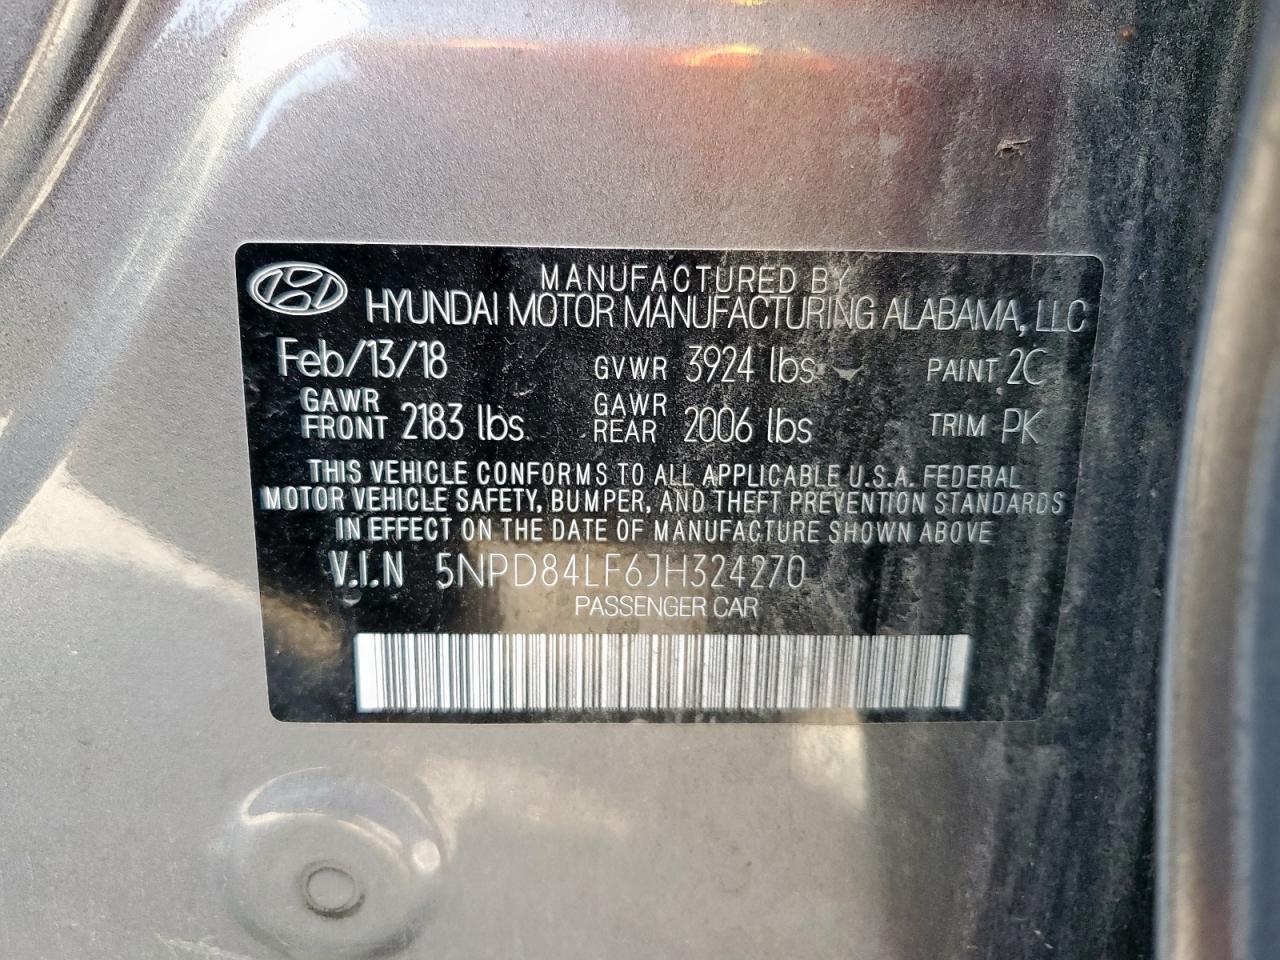 MANUFACTURED BY
HYUNDAI MOTOR MANUFACTURING ALABAMA, LLC
Feb/13/18 GVWR 3924 lbs PAINT 2C
GAWR FRONT 2183 lbs GAWR REAR 2006 lbs TRIM PK
THIS VEHICLE CONFORMS TO ALL APPLICABLE U.S.A. FEDERAL
MOTOR VEHICLE SAFETY, BUMPER, AND THEFT PREVENTION STANDARDS
IN EFFECT ON THE DATE OF MANUFACTURE SHOWN ABOVE
V.I.N 5NPD84LF6JH324270
PASSENGER CAR